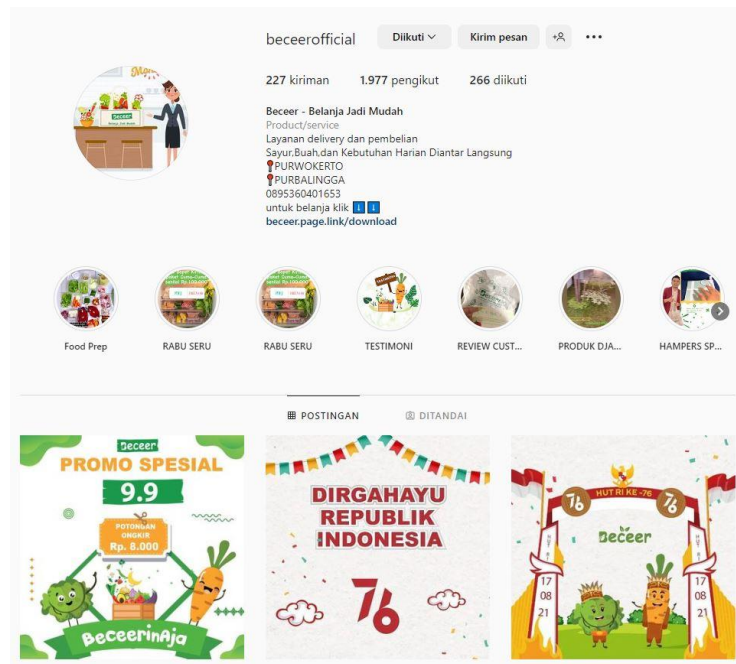 beceerofficial
Diikuti
Kirim pesan
227 kiriman 1.977 pengikut 266 diikuti
Beceer - Belanja Jadi Mudah
Product/service
Layanan delivery dan pembelian
Sayur,Buah,dan Kebutuhan Harian Diantar Langsung
📍PURWOKERTO
📍PURBALINGGA
0895360401653
untuk belanja klik ⬇️⬇️
beceer.page.link/download
Beceer
Food Prep
RABU SERU
RABU SERU
TESTIMONI
REVIEW CUST...
PRODUK DJA...
HAMPERS SP...
POSTINGAN
DITANDAI
Beceer
PROMO SPESIAL
9.9
POTONGAN
ONGKIR
Rp. 8.000
BeceerinAja
DIRGAHAYU
REPUBLIK
INDONESIA
76
76
HUT RI KE -76
76
Beceer
17
08
21
17
08
21